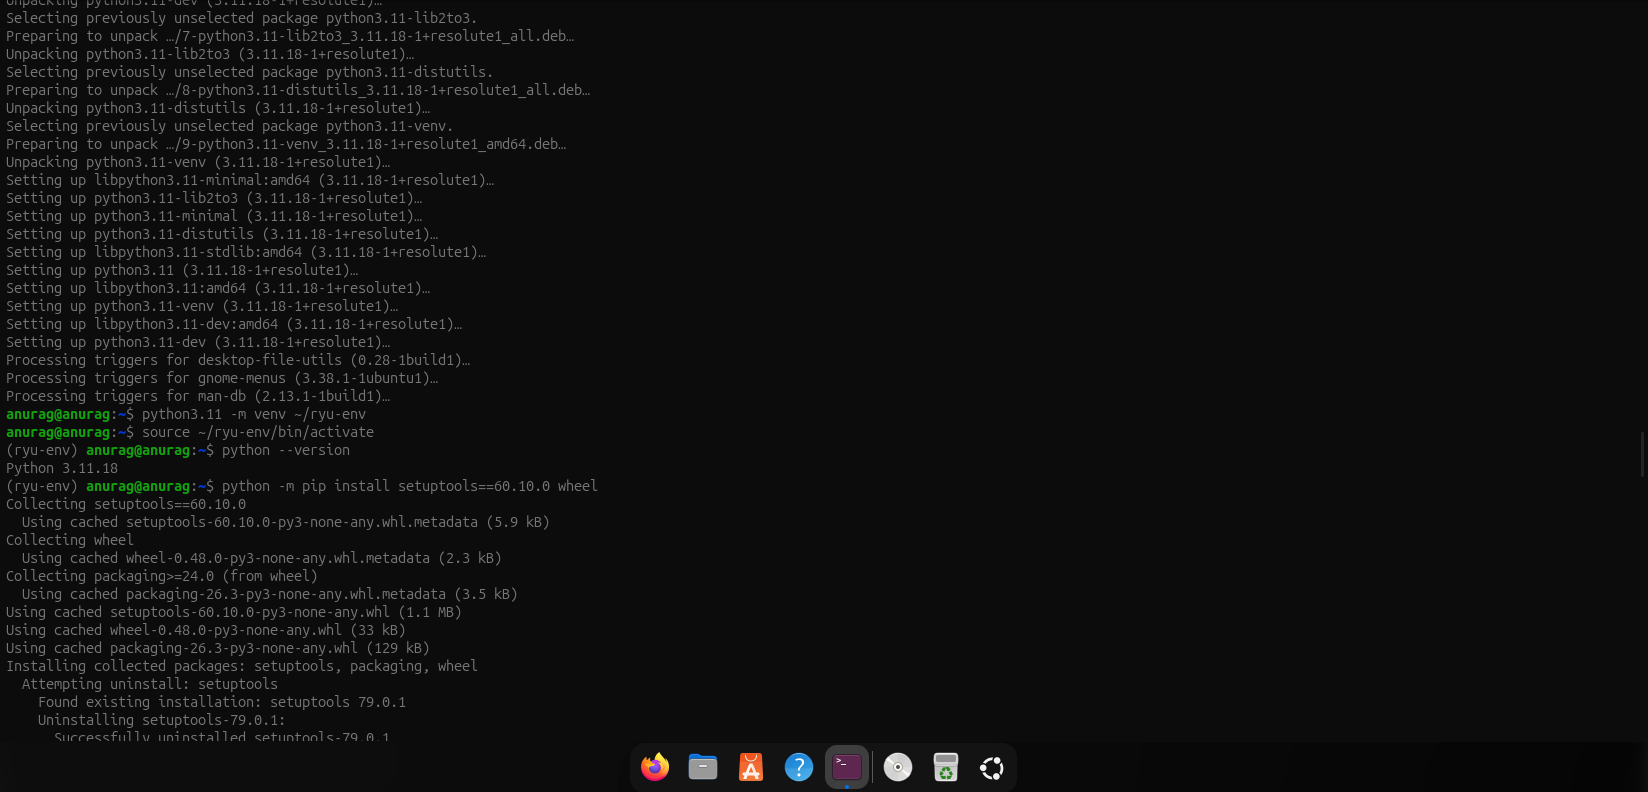 Unpacking python3.11-dev (3.11.18-1+resolute1)…
Selecting previously unselected package python3.11-lib2to3.
Preparing to unpack …/7-python3.11-lib2to3_3.11.18-1+resolute1_all.deb…
Unpacking python3.11-lib2to3 (3.11.18-1+resolute1)…
Selecting previously unselected package python3.11-distutils.
Preparing to unpack …/8-python3.11-distutils_3.11.18-1+resolute1_all.deb…
Unpacking python3.11-distutils (3.11.18-1+resolute1)…
Selecting previously unselected package python3.11-venv.
Preparing to unpack …/9-python3.11-venv_3.11.18-1+resolute1_amd64.deb…
Unpacking python3.11-venv (3.11.18-1+resolute1)…
Setting up libpython3.11-minimal:amd64 (3.11.18-1+resolute1)…
Setting up python3.11-lib2to3 (3.11.18-1+resolute1)…
Setting up python3.11-minimal (3.11.18-1+resolute1)…
Setting up python3.11-distutils (3.11.18-1+resolute1)…
Setting up libpython3.11-stdlib:amd64 (3.11.18-1+resolute1)…
Setting up python3.11 (3.11.18-1+resolute1)…
Setting up libpython3.11:amd64 (3.11.18-1+resolute1)…
Setting up python3.11-venv (3.11.18-1+resolute1)…
Setting up libpython3.11-dev:amd64 (3.11.18-1+resolute1)…
Setting up python3.11-dev (3.11.18-1+resolute1)…
Processing triggers for desktop-file-utils (0.28-1build1)…
Processing triggers for gnome-menus (3.38.1-1ubuntu1)…
Processing triggers for man-db (2.13.1-1build1)…
anurag@anurag:~$ python3.11 -m venv ~/ryu-env
anurag@anurag:~$ source ~/ryu-env/bin/activate
(ryu-env) anurag@anurag:~$ python --version
Python 3.11.18
(ryu-env) anurag@anurag:~$ python -m pip install setuptools==60.10.0 wheel
Collecting setuptools==60.10.0
  Using cached setuptools-60.10.0-py3-none-any.whl.metadata (5.9 kB)
Collecting wheel
  Using cached wheel-0.48.0-py3-none-any.whl.metadata (2.3 kB)
Collecting packaging>=24.0 (from wheel)
  Using cached packaging-26.3-py3-none-any.whl.metadata (3.5 kB)
Using cached setuptools-60.10.0-py3-none-any.whl (1.1 MB)
Using cached wheel-0.48.0-py3-none-any.whl (33 kB)
Using cached packaging-26.3-py3-none-any.whl (129 kB)
Installing collected packages: setuptools, packaging, wheel
  Attempting uninstall: setuptools
    Found existing installation: setuptools 79.0.1
    Uninstalling setuptools-79.0.1:
      Successfully uninstalled setuptools-79.0.1